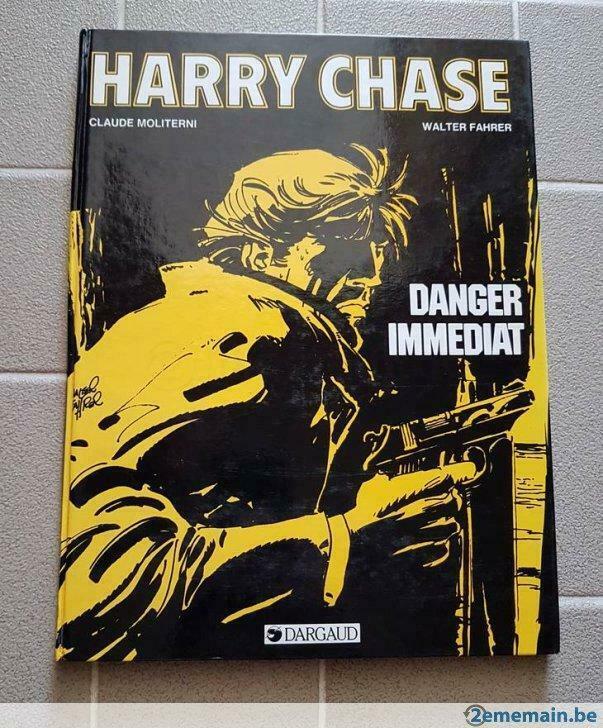 HARRY CHASE
CLAUDE MOLITERNI WALTER FAHRER
DANGER
IMMEDIAT
DARGAUD
2ememain.be